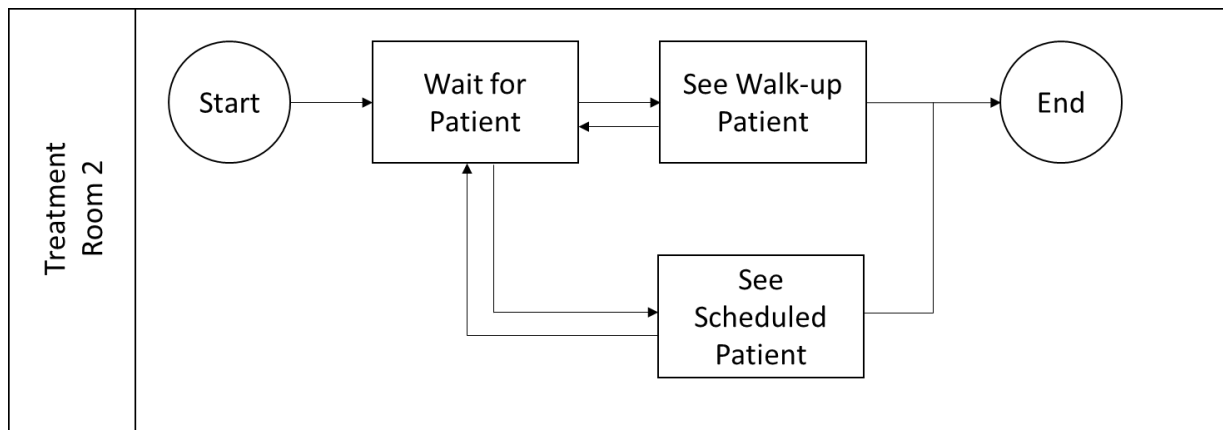 Treatment
Room 2
Start
Wait for
Patient
See Walk-up
Patient
End
See
Scheduled
Patient